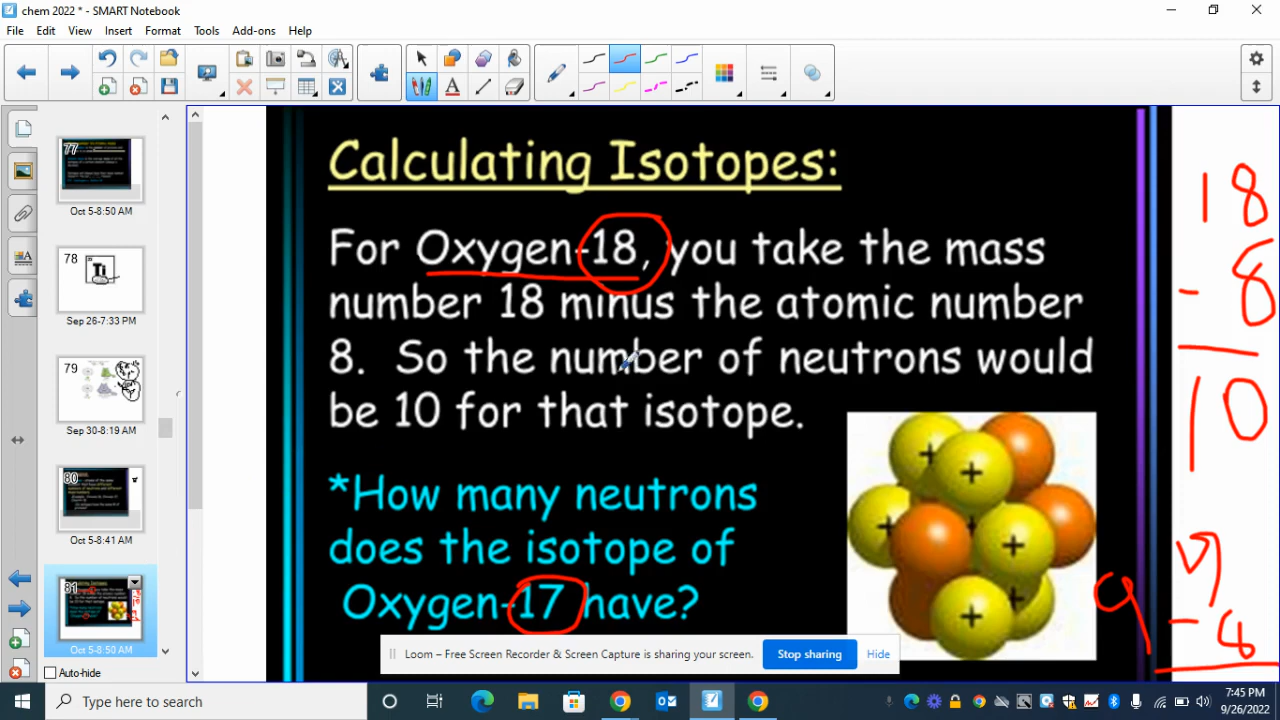 chem 2022 * - SMART Notebook
File Edit View Insert Format Tools Add-ons Help
77
Oct 5-8:50 AM
78
Ti
Sep 26-7:33 PM
79
Sep 30-8:19 AM
80
Oct 5-8:41 AM
81
Oct 5-8:50 AM
Auto-hide
Calculating Isotopes:
For Oxygen-18, you take the mass
number 18 minus the atomic number
8. So the number of neutrons would
be 10 for that isotope.
*How many neutrons
does the isotope of
Oxygen-17 have?
18
- 8
10
17
- 8
9
Loom – Free Screen Recorder & Screen Capture is sharing your screen.
Stop sharing
Hide
Type here to search
7:45 PM
9/26/2022